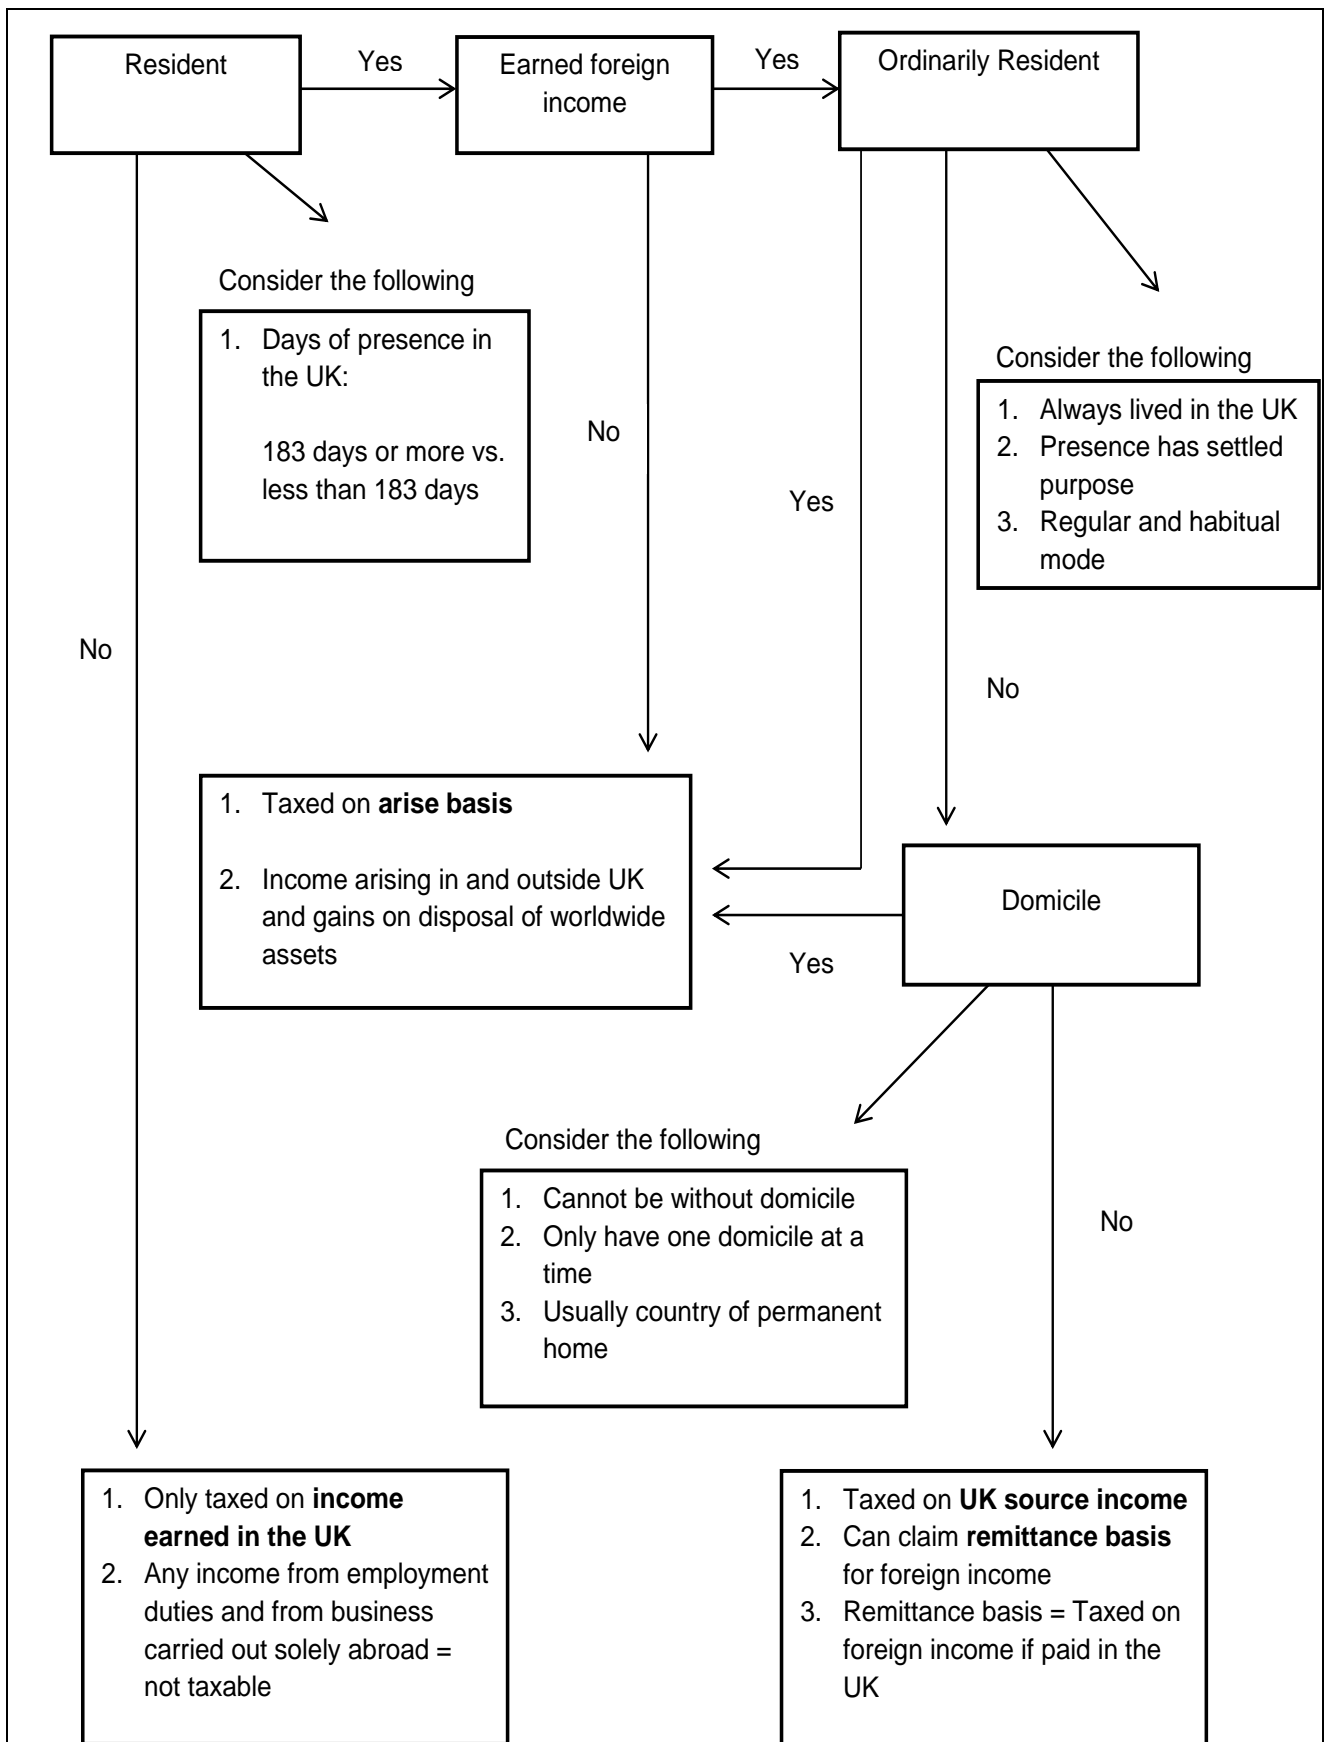 Resident
Yes
Earned foreign
income
Yes
Ordinarily Resident
Consider the following
1. Days of presence in
the UK:
183 days or more vs.
less than 183 days
No
Yes
Consider the following
1. Always lived in the UK
2. Presence has settled
purpose
3. Regular and habitual
mode
No
No
1. Taxed on arise basis
2. Income arising in and outside UK
and gains on disposal of worldwide
assets
Yes
Domicile
Consider the following
1. Cannot be without domicile
2. Only have one domicile at a
time
3. Usually country of permanent
home
No
1. Only taxed on income
earned in the UK
2. Any income from employment
duties and from business
carried out solely abroad =
not taxable
1. Taxed on UK source income
2. Can claim remittance basis
for foreign income
3. Remittance basis = Taxed on
foreign income if paid in the
UK